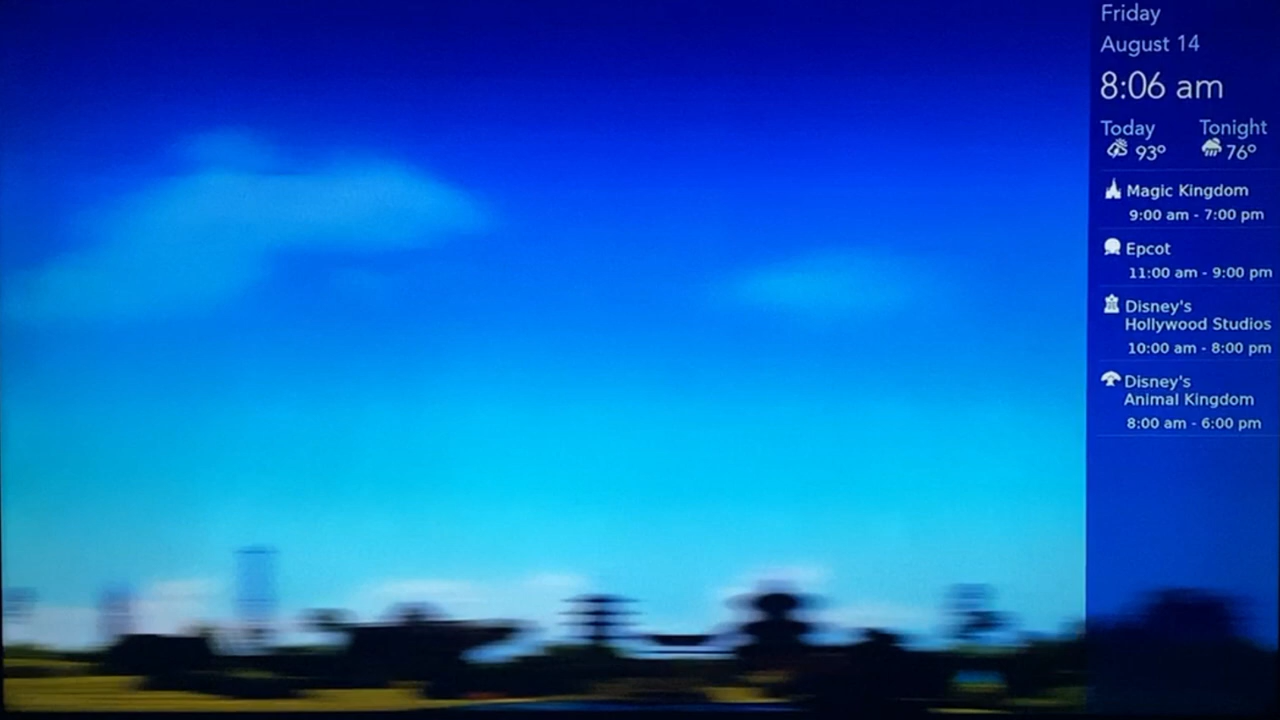 Friday
August 14
8:06 am
Today Tonight
93° 76°
Magic Kingdom
9:00 am - 7:00 pm
Epcot
11:00 am - 9:00 pm
Disney's
Hollywood Studios
10:00 am - 8:00 pm
Disney's
Animal Kingdom
8:00 am - 6:00 pm